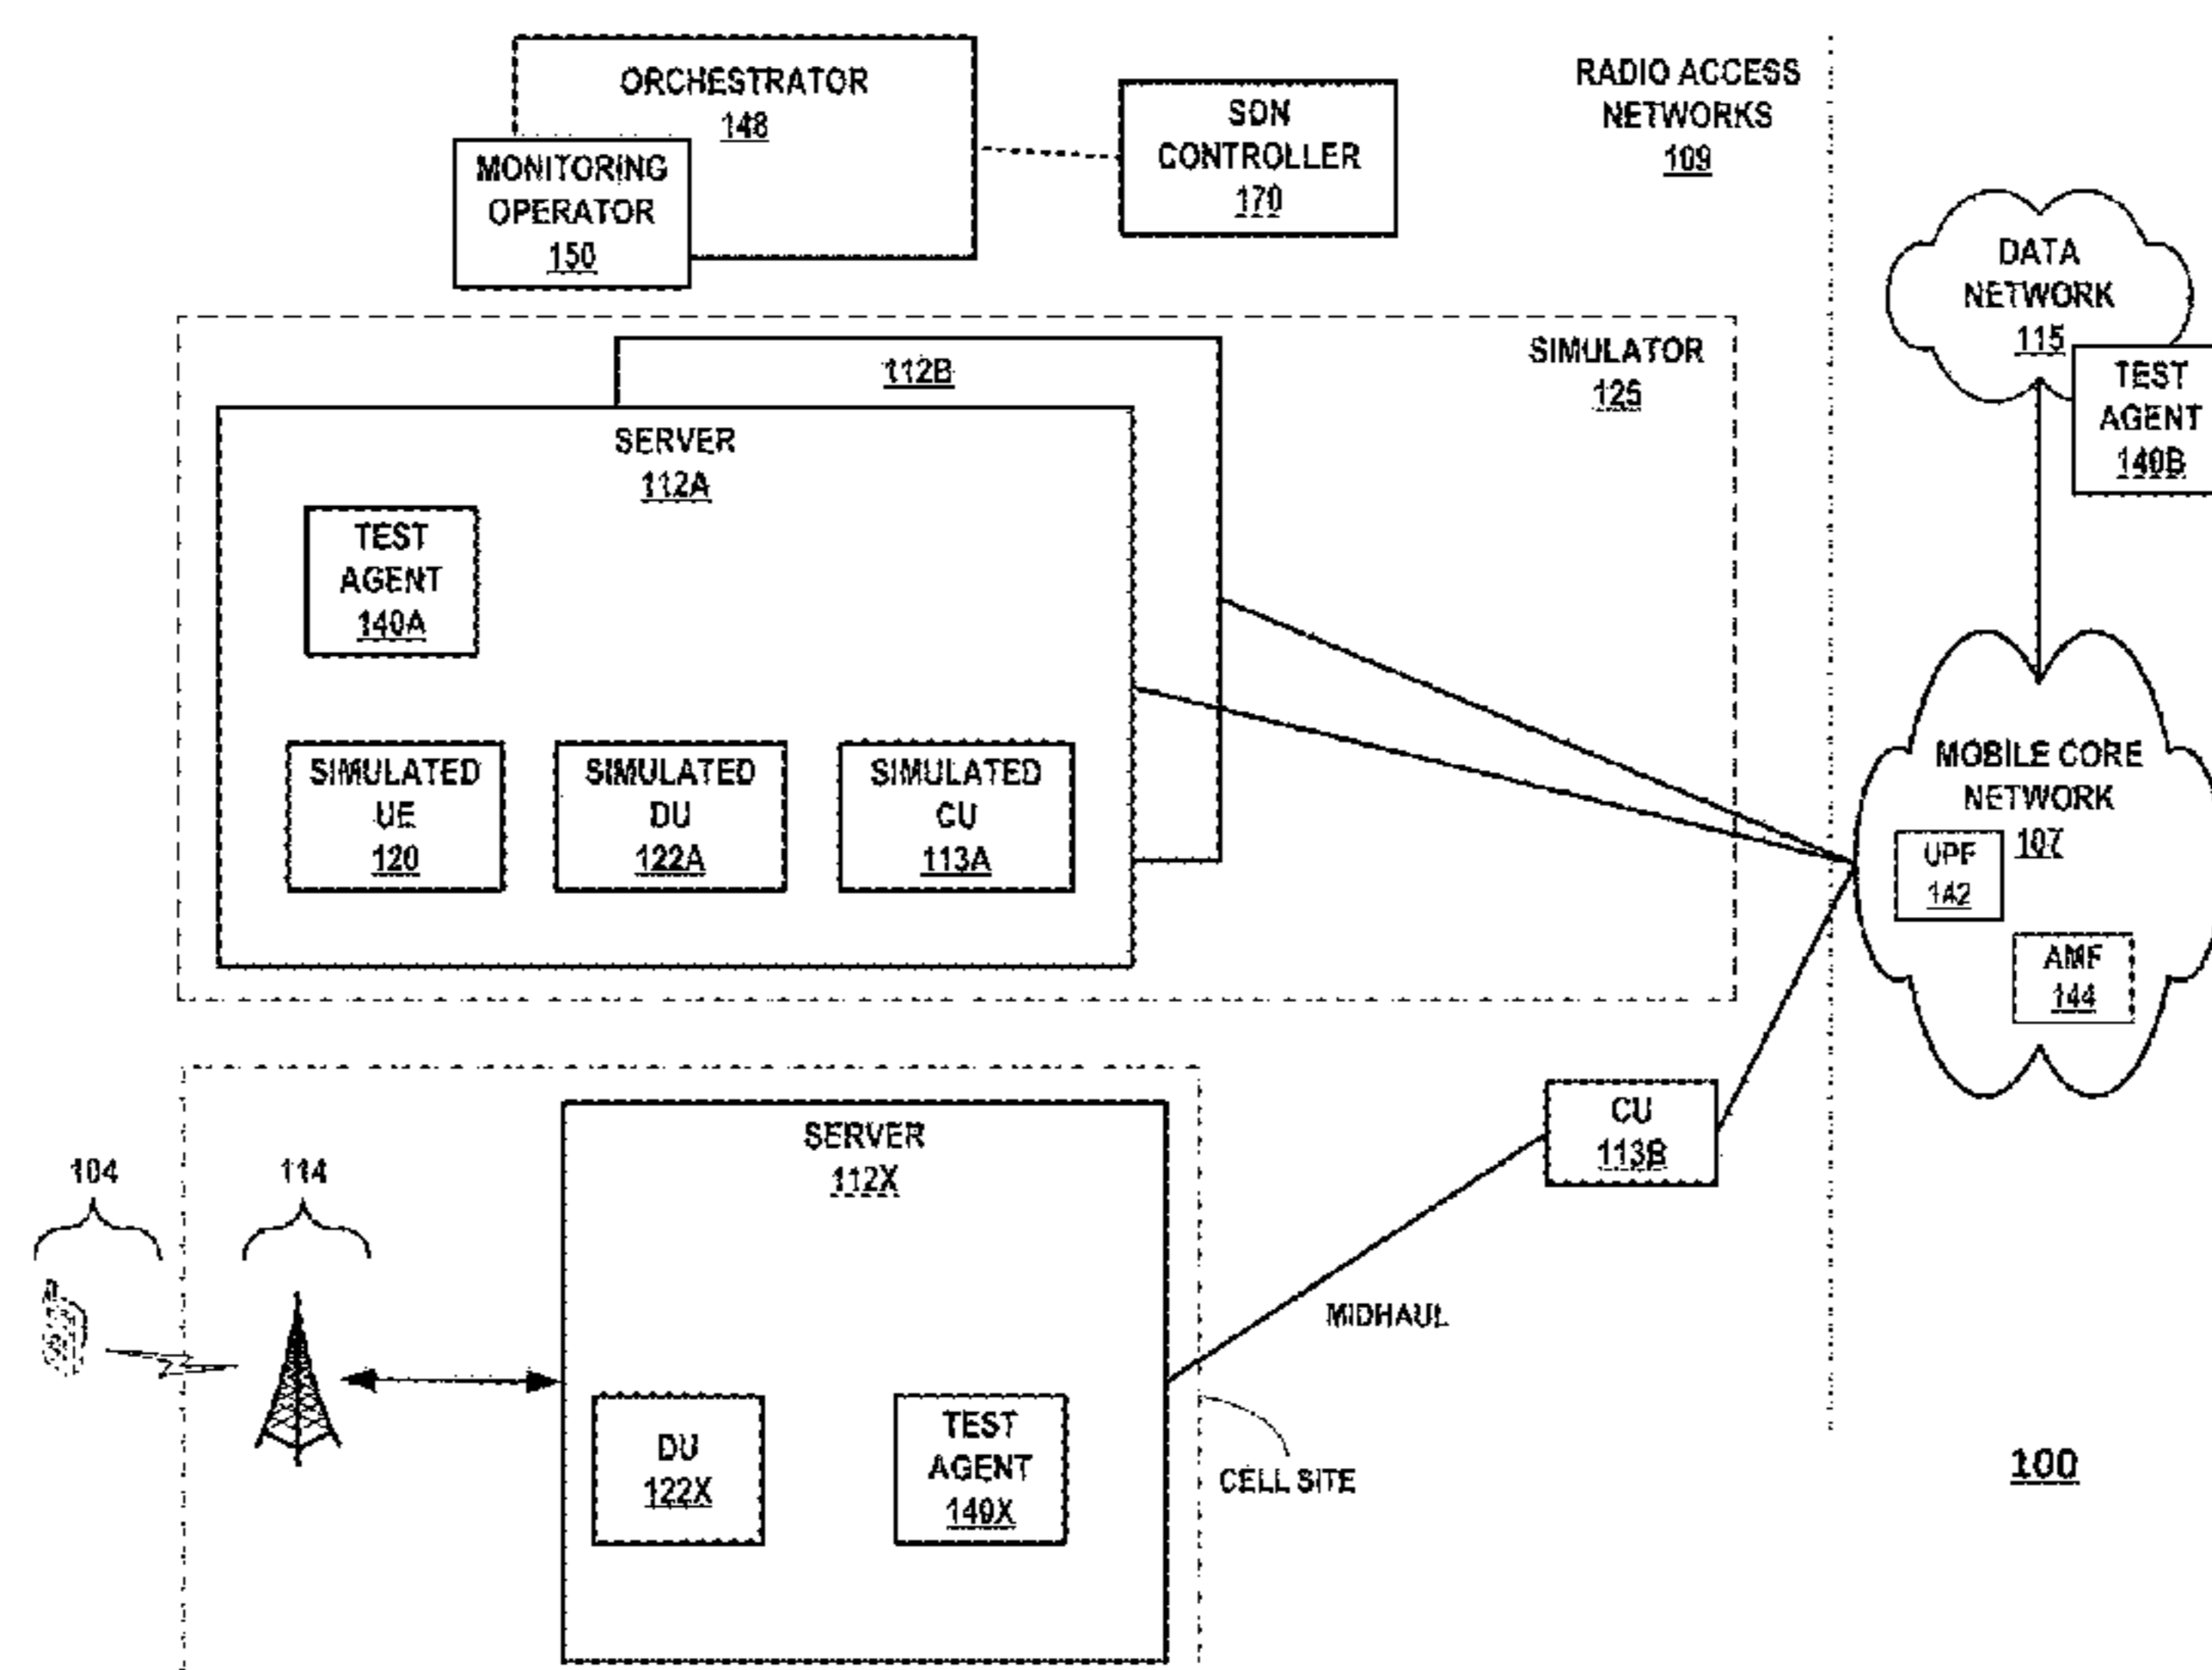 ORCHESTRATOR
148
MONITORING
OPERATOR
150
SDN
CONTROLLER
170
RADIO ACCESS
NETWORKS
109
DATA
NETWORK
115
TEST
AGENT
140B
SIMULATOR
125
112B
SERVER
112A
TEST
AGENT
140A
SIMULATED
UE
120
SIMULATED
DU
122A
SIMULATED
CU
113A
MOBILE CORE
NETWORK
107
UPF
142
AMF
144
CU
113B
SERVER
112X
104
114
MIDHAUL
DU
122X
TEST
AGENT
140X
CELL SITE
100